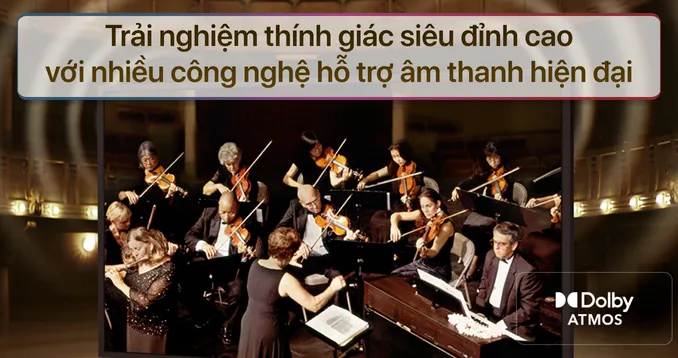 Trải nghiệm thính giác siêu đỉnh cao
với nhiều công nghệ hỗ trợ âm thanh hiện đại
Dolby
ATMOS